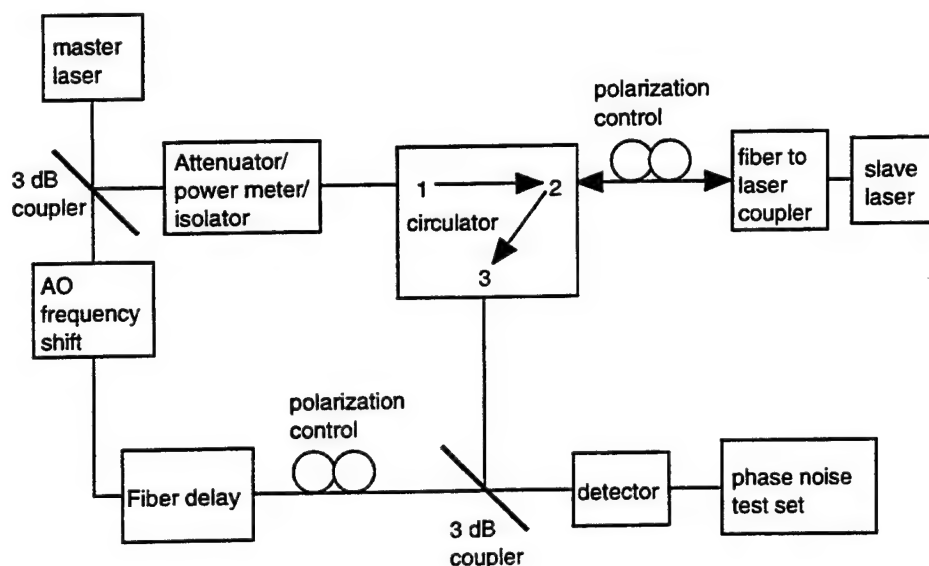 master
laser
3 dB
coupler
Attenuator/
power meter/
isolator
1
2
circulator
3
polarization
control
fiber to
laser
coupler
slave
laser
AO
frequency
shift
Fiber delay
polarization
control
3 dB
coupler
detector
phase noise
test set